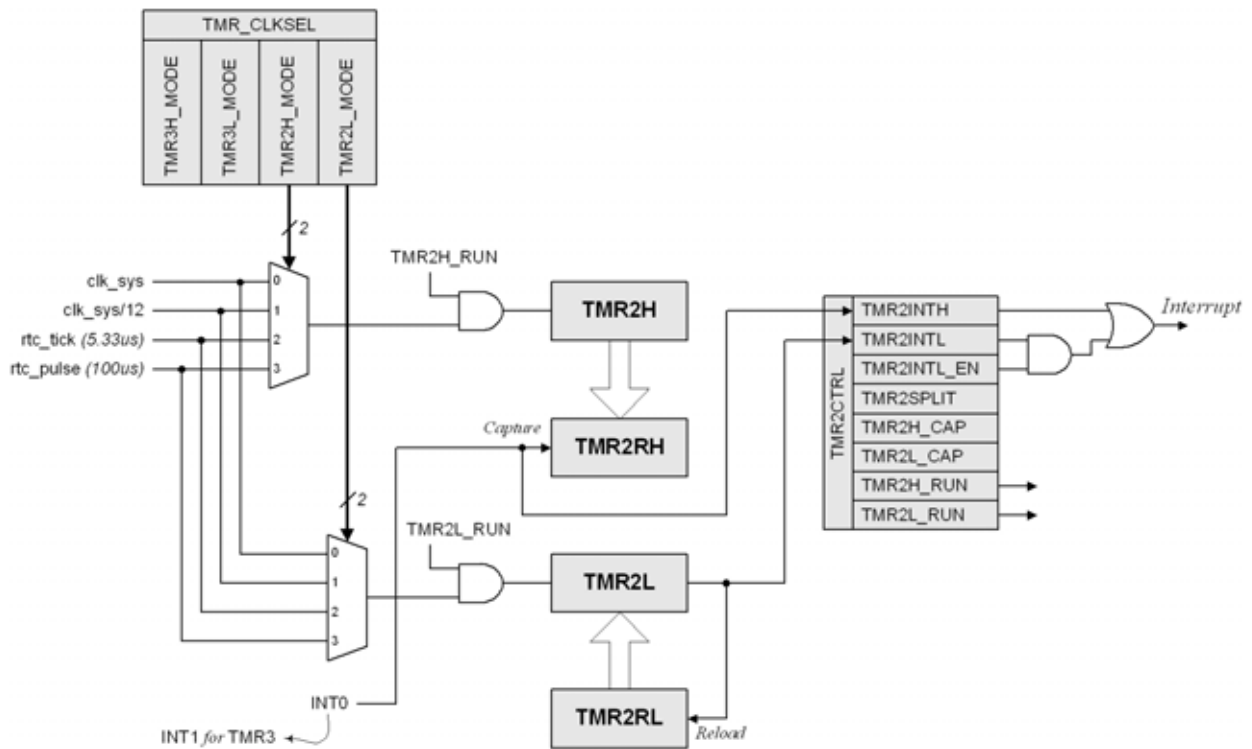 TMR_CLKSEL
TMR3H_MODE
TMR3L_MODE
TMR2H_MODE
TMR2L_MODE
2
clk_sys
clk_sys/12
rtc_tick (5.33us)
rtc_pulse (100us)
0
1
2
3
TMR2H_RUN
TMR2H
Capture
TMR2RH
2
0
1
2
3
TMR2L_RUN
TMR2L
TMR2RL
Reload
INT0
INT1 for TMR3
TMR2CTRL
TMR2INTH
TMR2INTL
TMR2INTL_EN
TMR2SPLIT
TMR2H_CAP
TMR2L_CAP
TMR2H_RUN
TMR2L_RUN
Interrupt